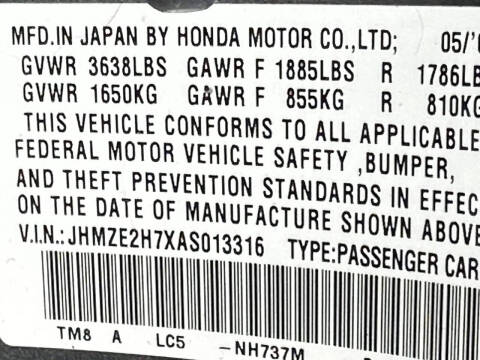 MFD.IN JAPAN BY HONDA MOTOR CO.,LTD; 05/'
GVWR 3638LBS GAWR F 1885LBS R 1786LB
GVWR 1650KG GAWR F 855KG R 810KG
THIS VEHICLE CONFORMS TO ALL APPLICABLE
FEDERAL MOTOR VEHICLE SAFETY ,BUMPER,
AND THEFT PREVENTION STANDARDS IN EFFEC
ON THE DATE OF MANUFACTURE SHOWN ABOVE
V.I.N.:JHMZE2H7XAS013316 TYPE:PASSENGER CAR
TM8 A LC5 -NH737M